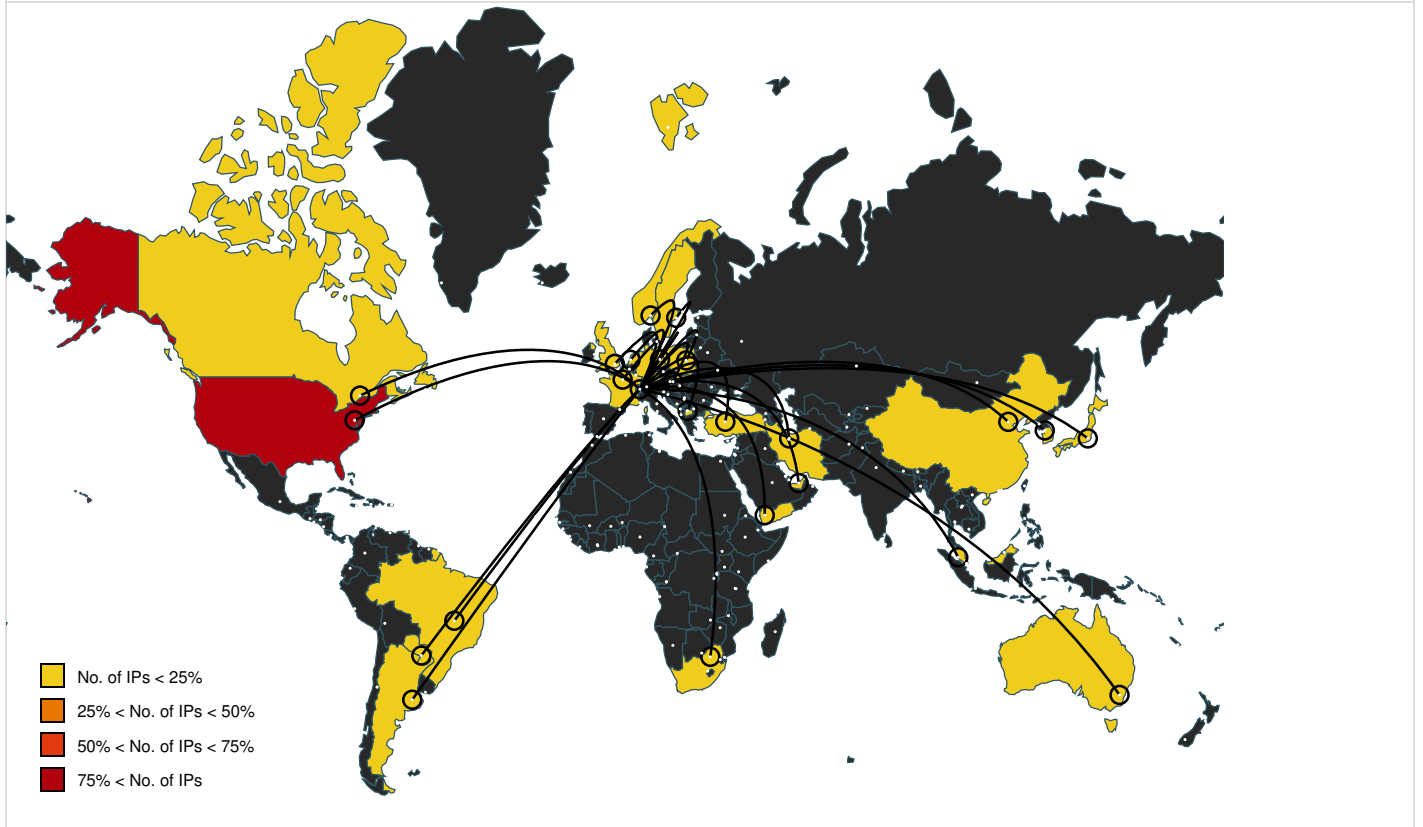 No. of IPs < 25%
25% < No. of IPs < 50%
50% < No. of IPs < 75%
75% < No. of IPs